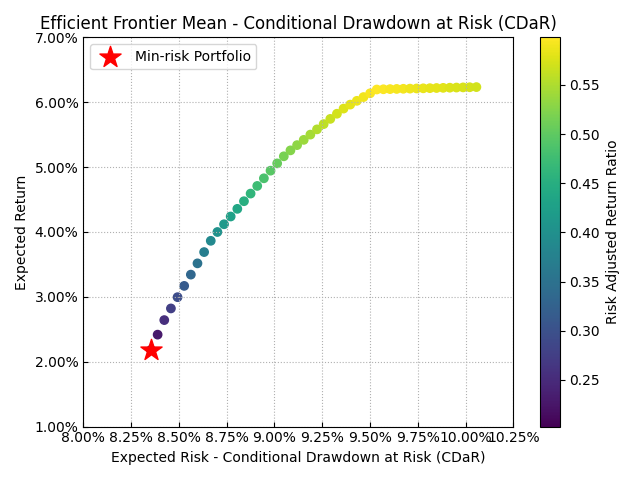 Efficient Frontier Mean - Conditional Drawdown at Risk (CDaR)
Min-risk Portfolio
7.00%
6.00%
5.00%
4.00%
3.00%
2.00%
1.00%
Expected Return
8.00% 8.25% 8.50% 8.75% 9.00% 9.25% 9.50% 9.75% 10.00% 10.25%
Expected Risk - Conditional Drawdown at Risk (CDaR)
0.55
0.50
0.45
0.40
0.35
0.30
0.25
Risk Adjusted Return Ratio